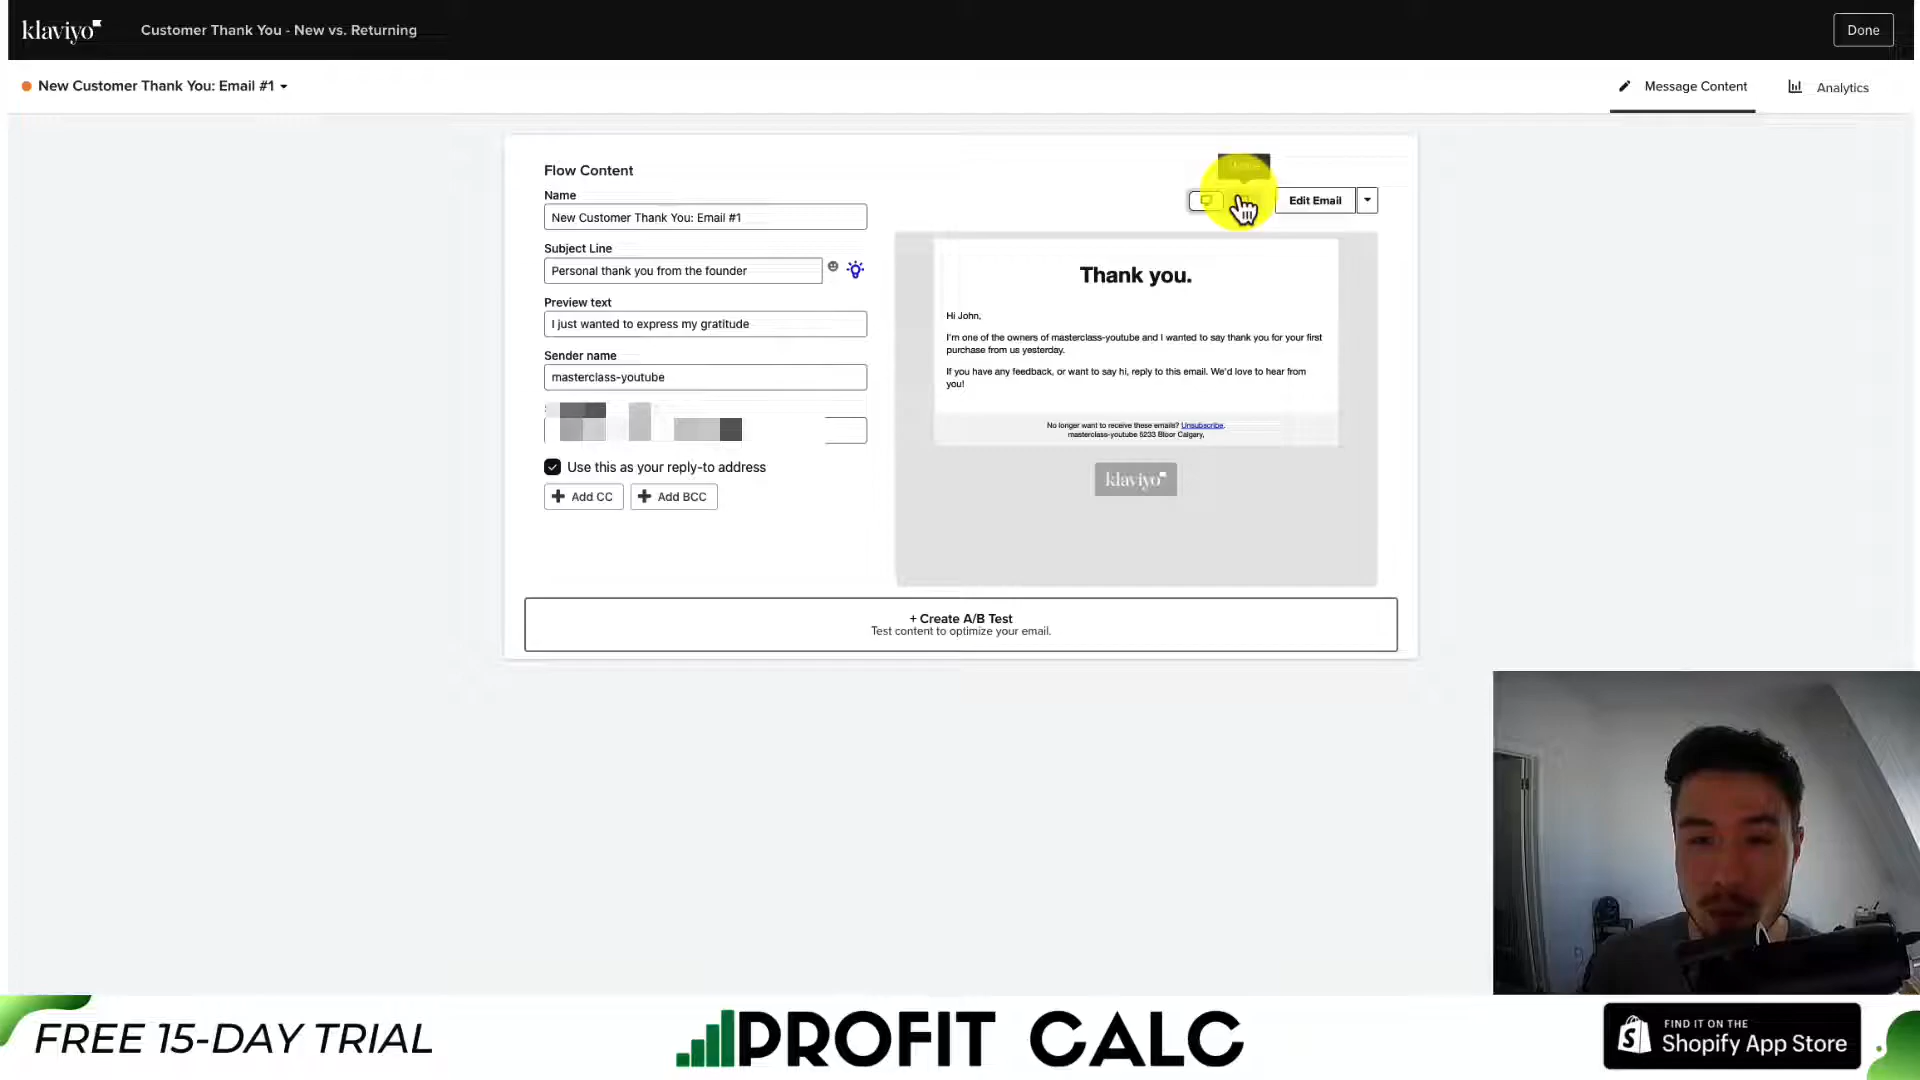 klaviyo
Customer Thank You - New vs. Returning
Done
New Customer Thank You: Email #1
Message Content
Analytics
Flow Content
Name
New Customer Thank You: Email #1
Subject Line
Personal thank you from the founder
Preview text
I just wanted to express my gratitude
Sender name
masterclass-youtube
Use this as your reply-to address
Add CC
Add BCC
Edit Email
Thank you.
Hi John,
I'm one of the owners of masterclass-youtube and I wanted to say thank you for your first
purchase from us yesterday.
If you have any feedback, or want to say hi, reply to this email. We'd love to hear from
you!
No longer want to receive these emails? Unsubscribe.
masterclass-youtube 5233 Bloor Calgary,
klaviyo
+ Create A/B Test
Test content to optimize your email.
FREE 15-DAY TRIAL
PROFIT CALC
FIND IT ON THE
Shopify App Store